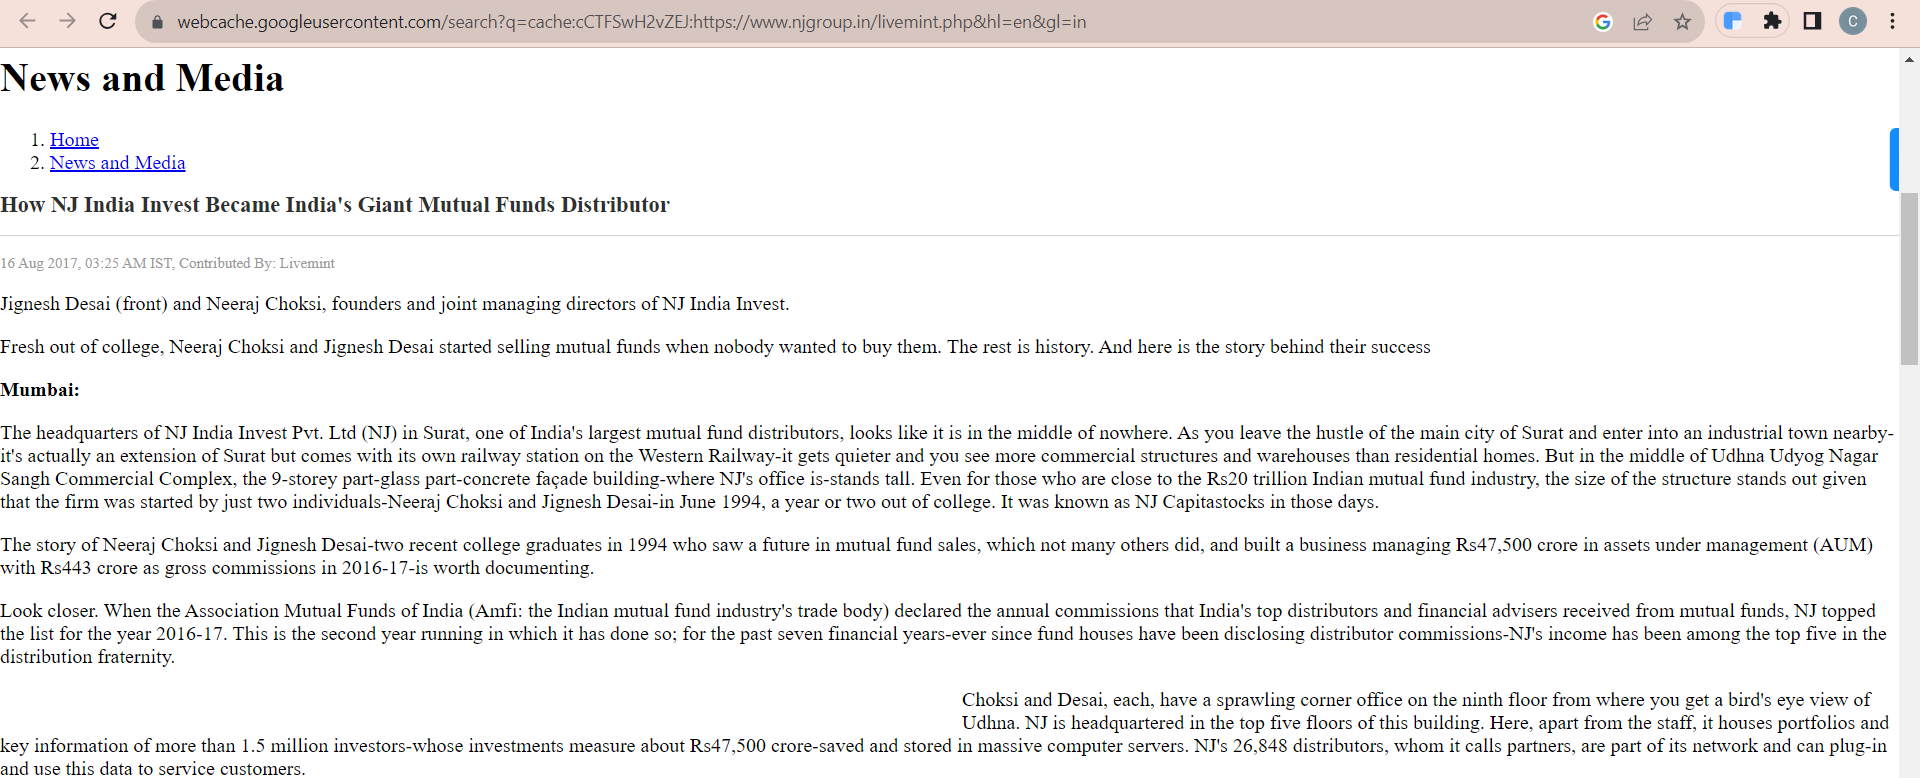 webcache.googleusercontent.com/search?q=cache:cCTFSwH2vZEJ:https://www.njgroup.in/livemint.php&hl=en&gl=in
C
News and Media
1. Home
2. News and Media
How NJ India Invest Became India's Giant Mutual Funds Distributor
16 Aug 2017, 03:25 AM IST, Contributed By: Livemint
Jignesh Desai (front) and Neeraj Choksi, founders and joint managing directors of NJ India Invest.
Fresh out of college, Neeraj Choksi and Jignesh Desai started selling mutual funds when nobody wanted to buy them. The rest is history. And here is the story behind their success
Mumbai:
The headquarters of NJ India Invest Pvt. Ltd (NJ) in Surat, one of India's largest mutual fund distributors, looks like it is in the middle of nowhere. As you leave the hustle of the main city of Surat and enter into an industrial town nearby-
it's actually an extension of Surat but comes with its own railway station on the Western Railway-it gets quieter and you see more commercial structures and warehouses than residential homes. But in the middle of Udhna Udyog Nagar
Sangh Commercial Complex, the 9-storey part-glass part-concrete façade building-where NJ's office is-stands tall. Even for those who are close to the Rs20 trillion Indian mutual fund industry, the size of the structure stands out given
that the firm was started by just two individuals-Neeraj Choksi and Jignesh Desai-in June 1994, a year or two out of college. It was known as NJ Capitastocks in those days.
The story of Neeraj Choksi and Jignesh Desai-two recent college graduates in 1994 who saw a future in mutual fund sales, which not many others did, and built a business managing Rs47,500 crore in assets under management (AUM)
with Rs443 crore as gross commissions in 2016-17-is worth documenting.
Look closer. When the Association Mutual Funds of India (Amfi: the Indian mutual fund industry's trade body) declared the annual commissions that India's top distributors and financial advisers received from mutual funds, NJ topped
the list for the year 2016-17. This is the second year running in which it has done so; for the past seven financial years-ever since fund houses have been disclosing distributor commissions-NJ's income has been among the top five in the
distribution fraternity.
Choksi and Desai, each, have a sprawling corner office on the ninth floor from where you get a bird's eye view of
Udhna. NJ is headquartered in the top five floors of this building. Here, apart from the staff, it houses portfolios and
key information of more than 1.5 million investors-whose investments measure about Rs47,500 crore-saved and stored in massive computer servers. NJ's 26,848 distributors, whom it calls partners, are part of its network and can plug-in
and use this data to service customers.